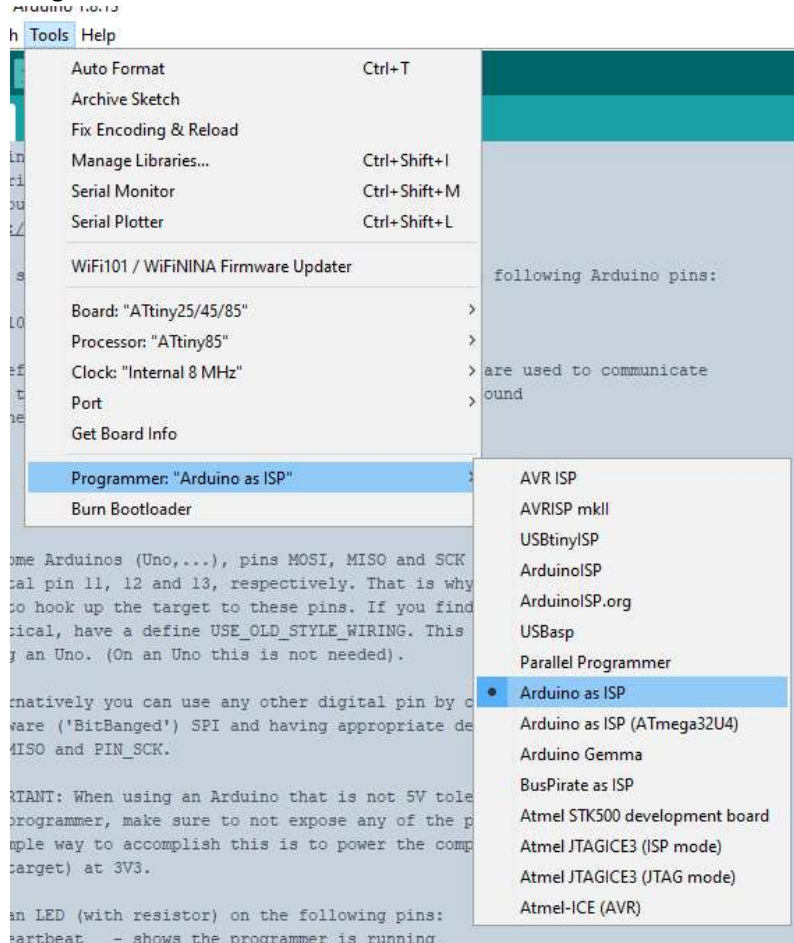 Arduino 1.8.13
h Tools Help
Auto Format Ctrl+T
Archive Sketch
Fix Encoding & Reload
Manage Libraries... Ctrl+Shift+I
Serial Monitor Ctrl+Shift+M
Serial Plotter Ctrl+Shift+L
WiFi101 / WiFiNINA Firmware Updater
following Arduino pins:
Board: "ATtiny25/45/85"
Processor: "ATtiny85"
Clock: "Internal 8 MHz"
are used to communicate
Port
ound
Get Board Info
Programmer: "Arduino as ISP"
Burn Bootloader
AVR ISP
AVRISP mkII
USBtinyISP
ArduinoISP
ArduinoISP.org
USBasp
Parallel Programmer
Arduino as ISP
Arduino as ISP (ATmega32U4)
Arduino Gemma
BusPirate as ISP
Atmel STK500 development board
Atmel JTAGICE3 (ISP mode)
Atmel JTAGICE3 (JTAG mode)
Atmel-ICE (AVR)
ome Arduinos (Uno,...), pins MOSI, MISO and SCK
tal pin 11, 12 and 13, respectively. That is why
to hook up the target to these pins. If you find
tical, have a define USE_OLD_STYLE_WIRING. This
g an Uno. (On an Uno this is not needed).
rnatively you can use any other digital pin by c
ware ('BitBanged') SPI and having appropriate de
MISO and PIN_SCK.
RTANT: When using an Arduino that is not 5V tole
programmer, make sure to not expose any of the p
mple way to accomplish this is to power the comp
target) at 3V3.
an LED (with resistor) on the following pins:
eartbeat - shows the programmer is running